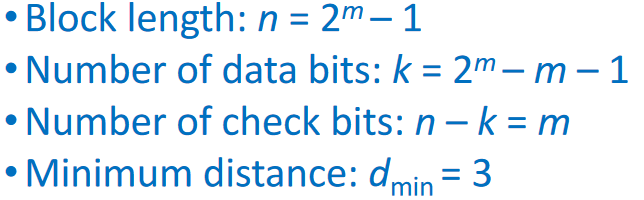 • Block length: n = 2ᵐ – 1
• Number of data bits: k = 2ᵐ – m – 1
• Number of check bits: n – k = m
• Minimum distance: dₘᵢₙ = 3